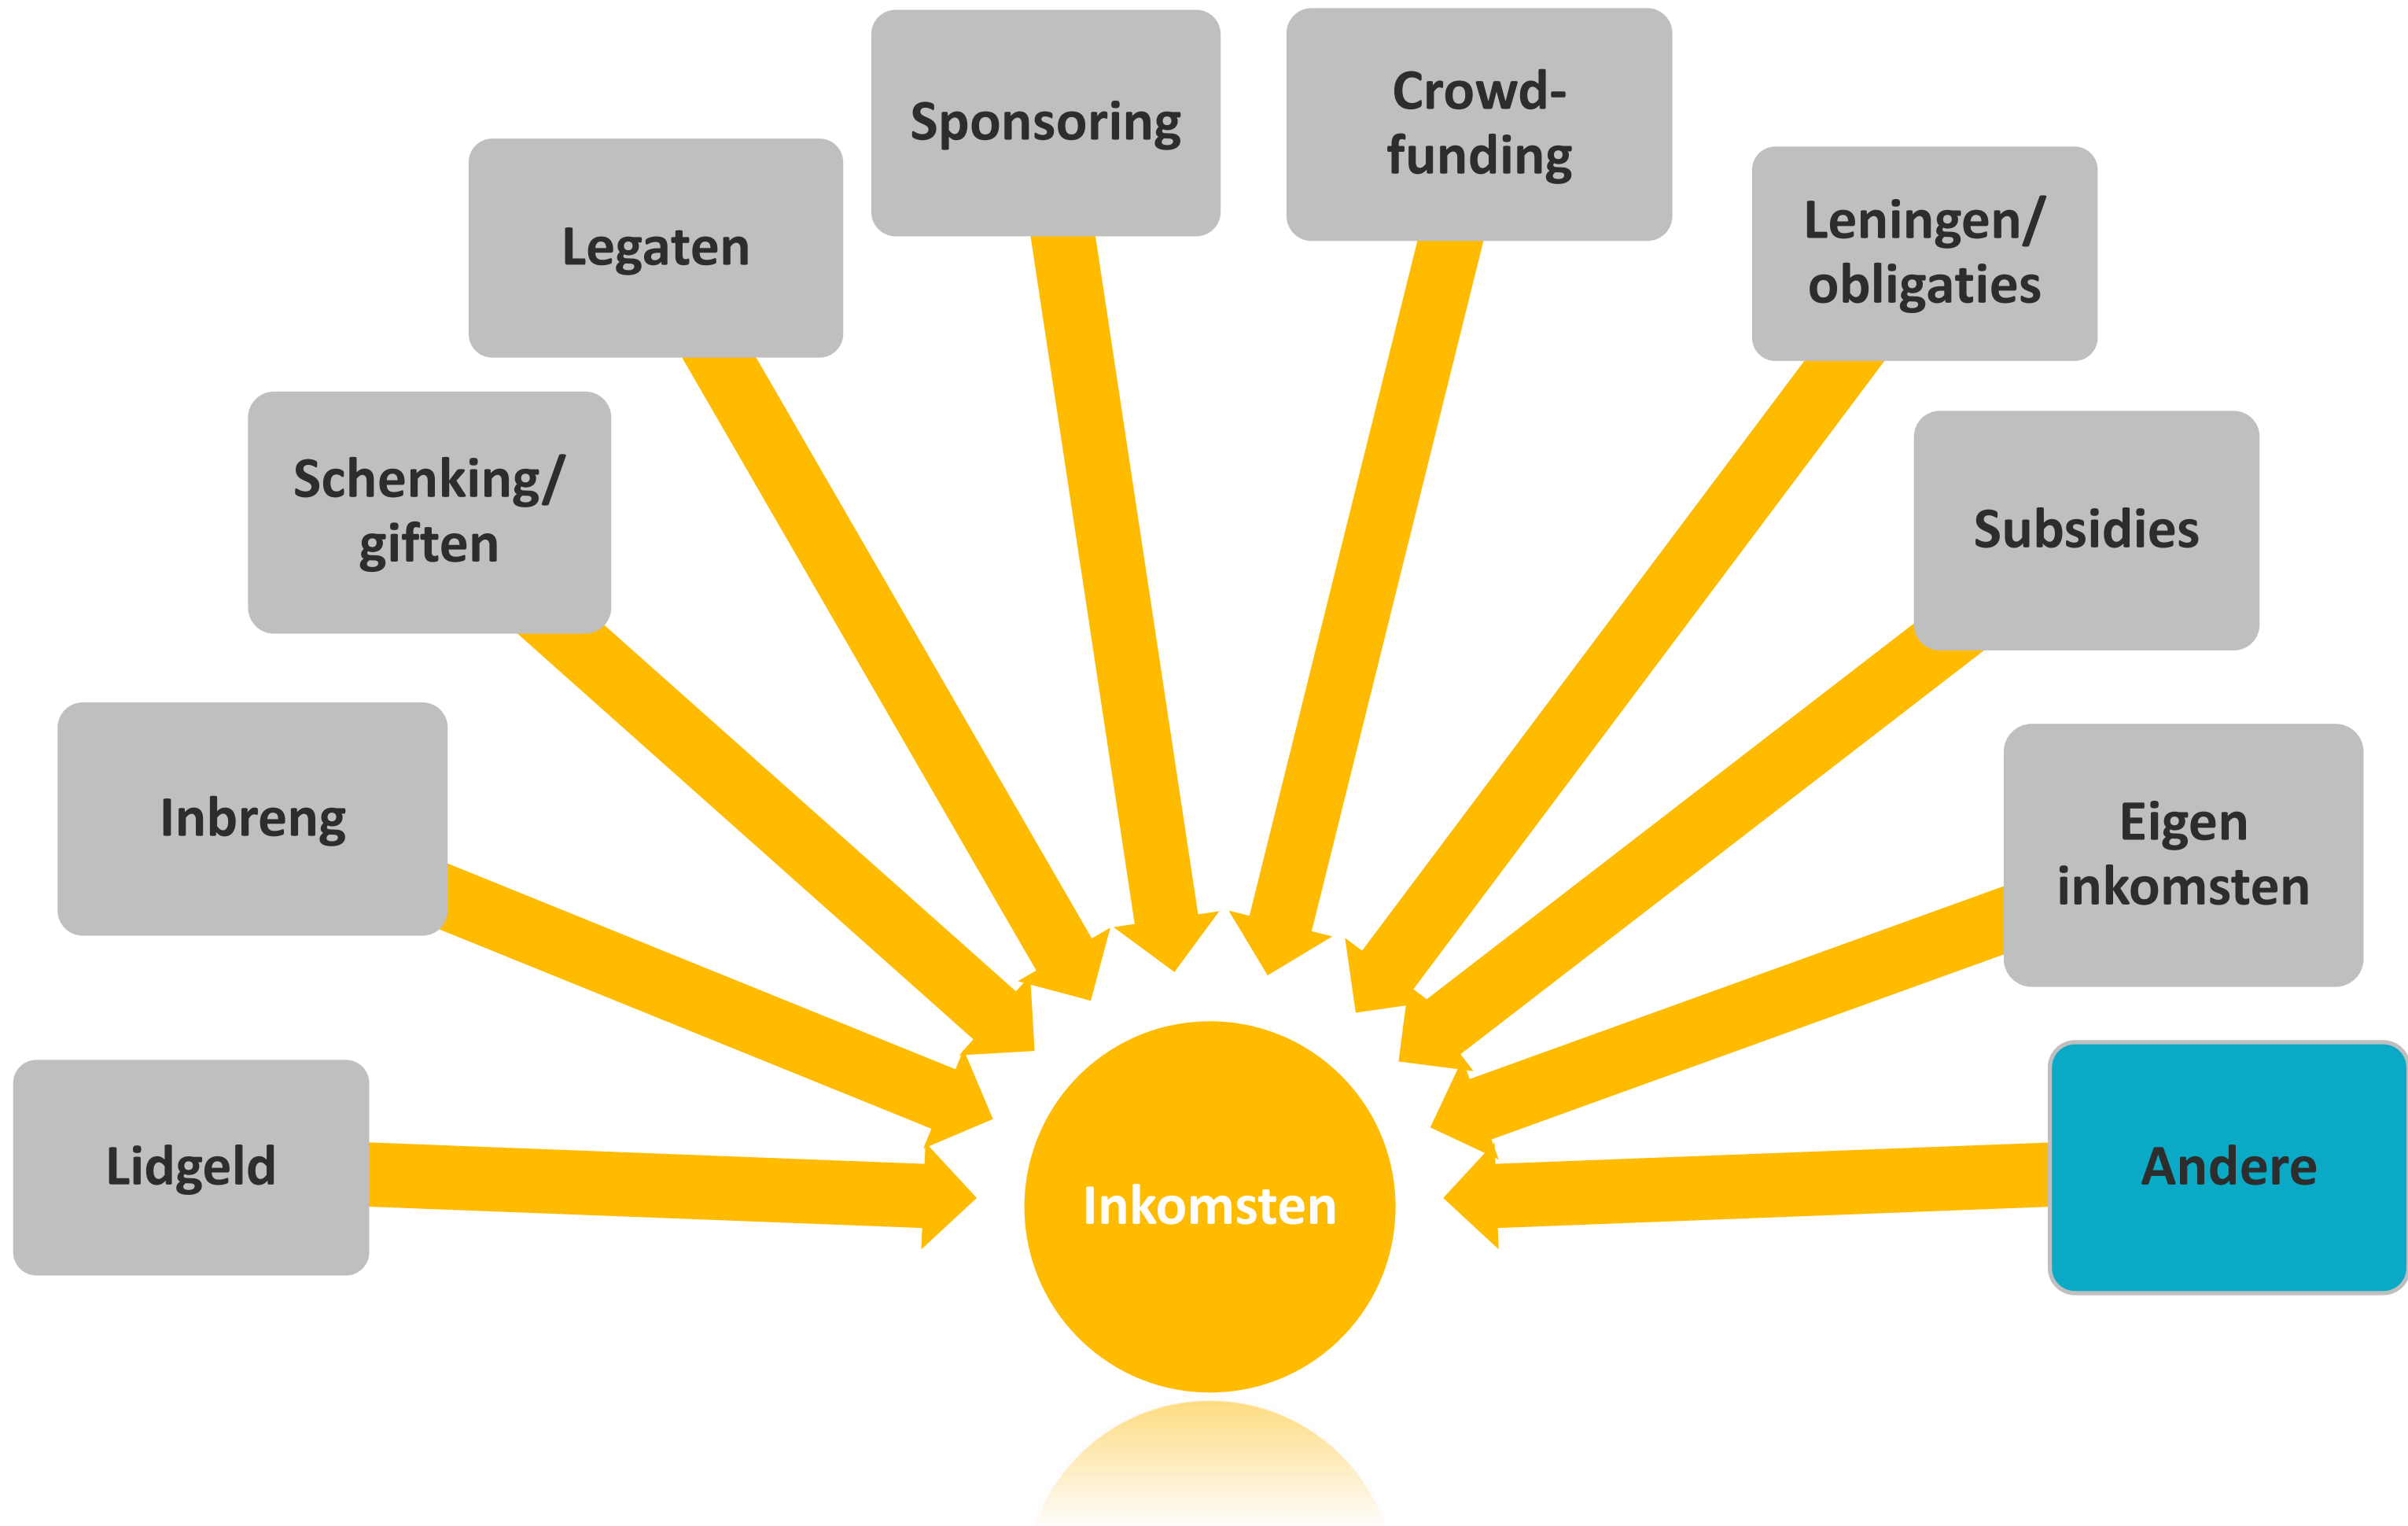 Sponsoring
Crowd-
funding
Legaten
Leningen/
obligaties
Schenking/
giften
Subsidies
Inbreng
Eigen
inkomsten
Lidgeld
Inkomsten
Andere